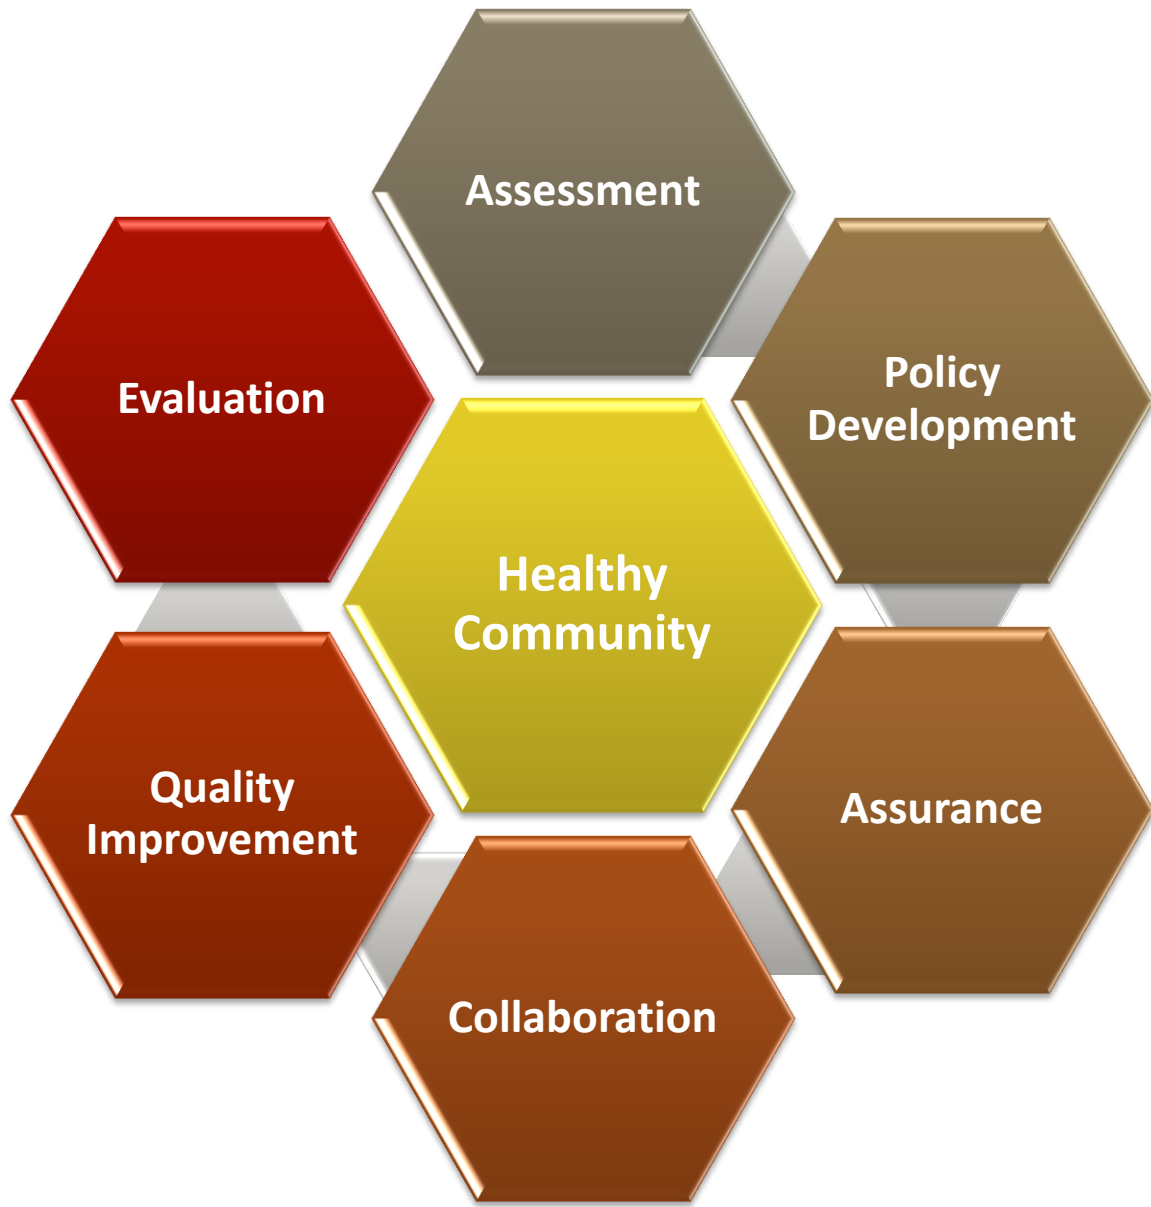 Assessment
Policy
Development
Evaluation
Healthy
Community
Assurance
Quality
Improvement
Collaboration